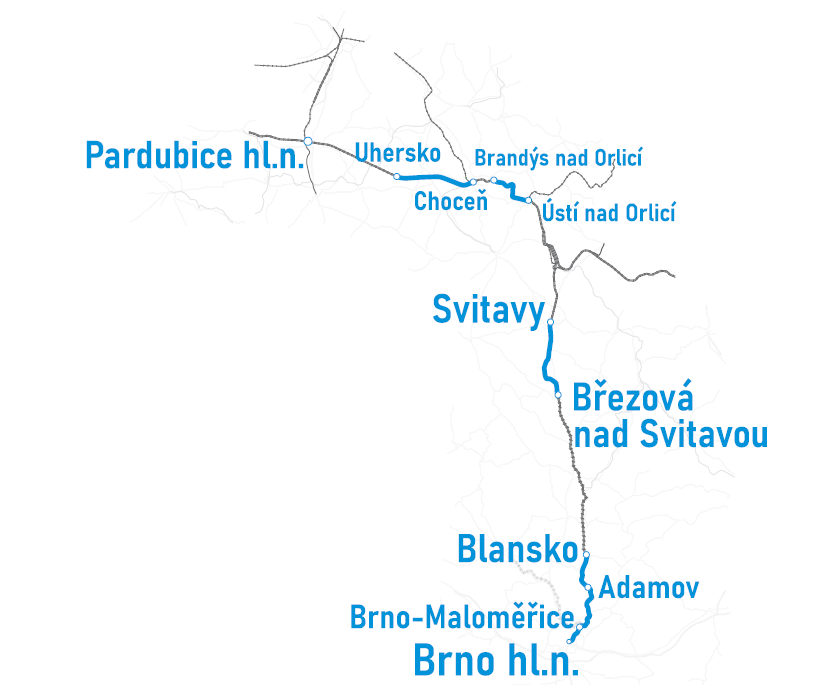 Pardubice hl.n.
Uhersko
Brandýs nad Orlicí
Choceň
Ústí nad Orlicí
Svitavy
Březová
nad Svitavou
Blansko
Adamov
Brno-Maloměřice
Brno hl.n.